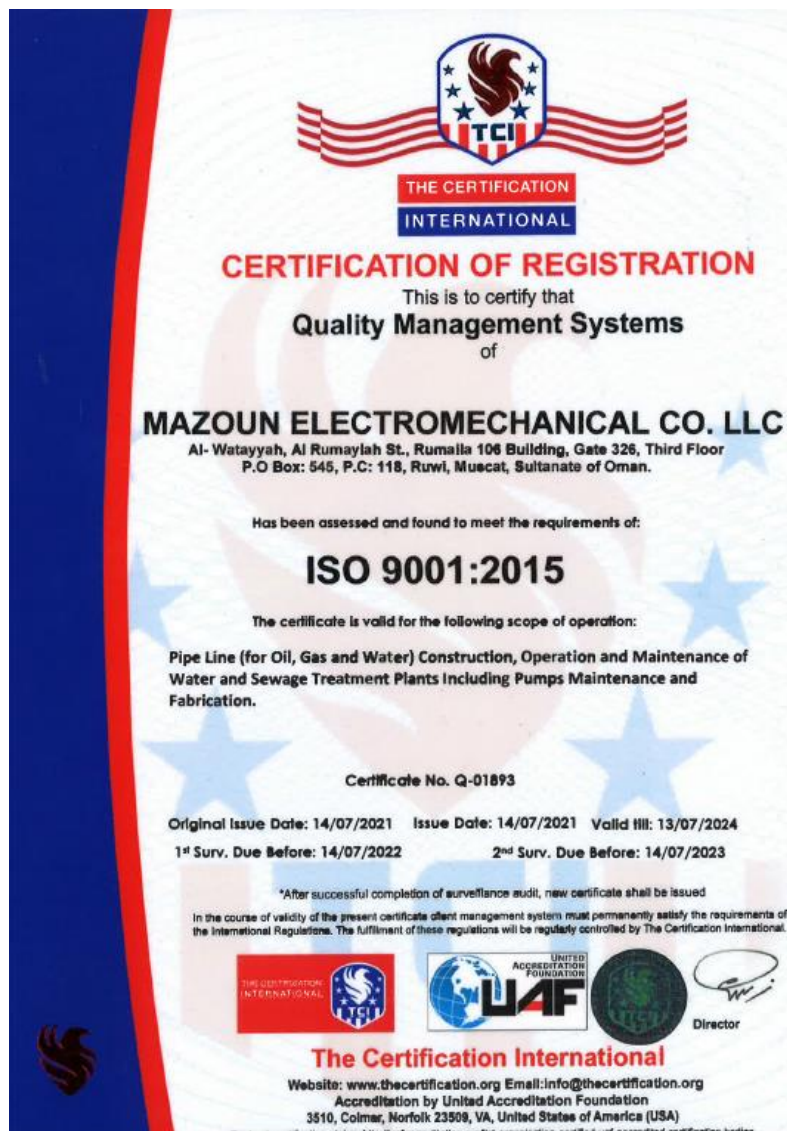 TCI
THE CERTIFICATION
INTERNATIONAL
CERTIFICATION OF REGISTRATION
This is to certify that
Quality Management Systems
of
MAZOUN ELECTROMECHANICAL CO. LLC
Al- Watayyah, Al Rumaylah St., Rumaila 106 Building, Gate 326, Third Floor
P.O Box: 545, P.C: 118, Ruwi, Muscat, Sultanate of Oman.
Has been assessed and found to meet the requirements of:
ISO 9001:2015
The certificate is valid for the following scope of operation:
Pipe Line (for Oil, Gas and Water) Construction, Operation and Maintenance of
Water and Sewage Treatment Plants Including Pumps Maintenance and
Fabrication.
Certificate No. Q-01893
Original Issue Date: 14/07/2021 Issue Date: 14/07/2021 Valid till: 13/07/2024
1st Surv. Due Before: 14/07/2022 2nd Surv. Due Before: 14/07/2023
*After successful completion of surveillance audit, new certificate shall be issued
In the course of validity of the present certificate client management system must permanently satisfy the requirements of
the International Regulations. The fulfillment of these regulations will be regularly controlled by The Certification International.
THE CERTIFICATION
INTERNATIONAL
TCI
UNITED
ACCREDITATION
FOUNDATION
UAF
Director
The Certification International
Website: www.thecertification.org Email:info@thecertification.org
Accreditation by United Accreditation Foundation
3510, Colmar, Norfolk 23509, VA, United States of America (USA)